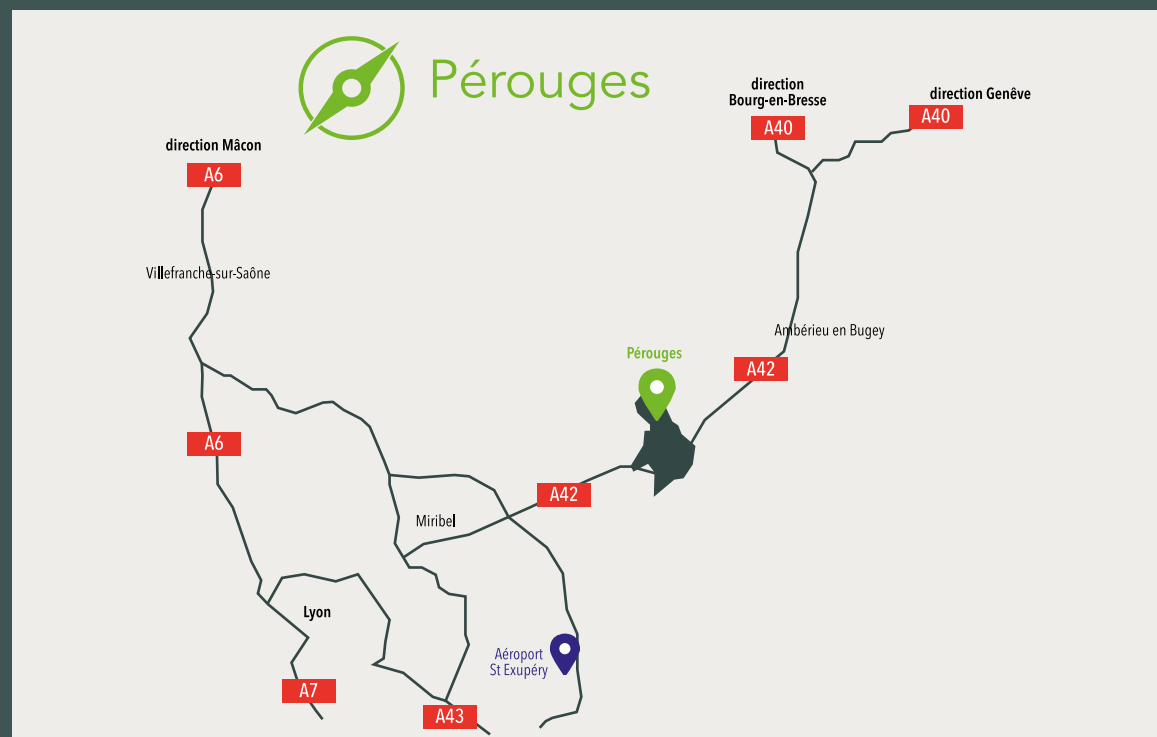 Pérouges
direction
Bourg-en-Bresse
A40
direction Genêve
A40
direction Mâcon
A6
Villefranche-sur-Saône
Ambérieu en Bugey
Pérouges
A42
A6
A42
Miribel
Lyon
Aéroport
St Exupéry
A7
A43